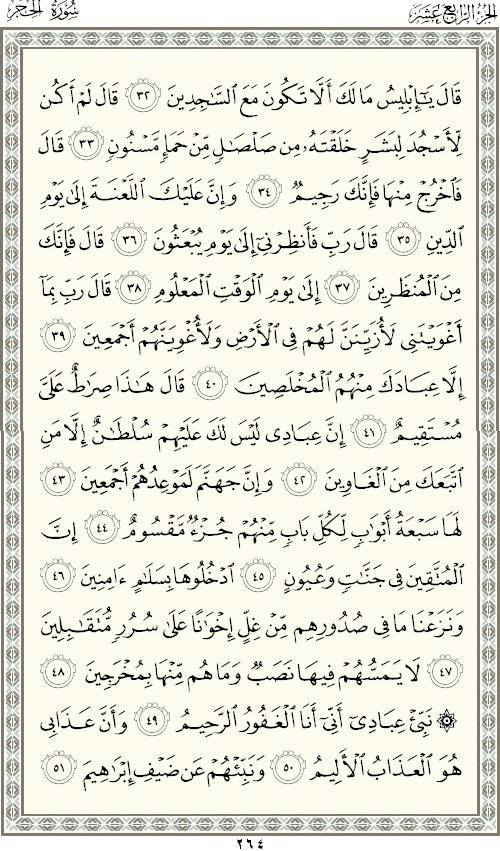 الجزء الرابع عشر
سورة الحجر
قَالَ يَٰٓإِبْلِيسُ مَا لَكَ أَلَّا تَكُونَ مَعَ ٱلسَّٰجِدِينَ ٣٢ قَالَ لَمْ أَكُن
لِّأَسْجُدَ لِبَشَرٍ خَلَقْتَهُۥ مِن صَلْصَٰلٍ مِّنْ حَمَإٍ مَّسْنُونٍ ٣٣ قَالَ
فَٱخْرُجْ مِنْهَا فَإِنَّكَ رَجِيمٌ ٣٤ وَإِنَّ عَلَيْكَ ٱللَّعْنَةَ إِلَىٰ يَوْمِ
ٱلدِّينِ ٣٥ قَالَ رَبِّ فَأَنظِرْنِىٓ إِلَىٰ يَوْمِ يُبْعَثُونَ ٣٦ قَالَ فَإِنَّكَ
مِنَ ٱلْمُنظَرِينَ ٣٧ إِلَىٰ يَوْمِ ٱلْوَقْتِ ٱلْمَعْلُومِ ٣٨ قَالَ رَبِّ بِمَآ
أَغْوَيْتَنِى لَأُزَيِّنَنَّ لَهُمْ فِى ٱلْأَرْضِ وَلَأُغْوِيَنَّهُمْ أَجْمَعِينَ ٣٩
إِلَّا عِبَادَكَ مِنْهُمُ ٱلْمُخْلَصِينَ ٤٠ قَالَ هَٰذَا صِرَٰطٌ عَلَىَّ
مُسْتَقِيمٌ ٤١ إِنَّ عِبَادِى لَيْسَ لَكَ عَلَيْهِمْ سُلْطَٰنٌ إِلَّا مَنِ
ٱتَّبَعَكَ مِنَ ٱلْغَاوِينَ ٤٢ وَإِنَّ جَهَنَّمَ لَمَوْعِدُهُمْ أَجْمَعِينَ ٤٣
لَهَا سَبْعَةُ أَبْوَٰبٍ لِّكُلِّ بَابٍ مِّنْهُمْ جُزْءٌ مَّقْسُومٌ ٤٤ إِنَّ
ٱلْمُتَّقِينَ فِى جَنَّٰتٍ وَعُيُونٍ ٤٥ ٱدْخُلُوهَا بِسَلَٰمٍ ءَامِنِينَ ٤٦
وَنَزَعْنَا مَا فِى صُدُورِهِم مِّنْ غِلٍّ إِخْوَٰنًا عَلَىٰ سُرُرٍ مُّتَقَٰبِلِينَ
٤٧ لَا يَمَسُّهُمْ فِيهَا نَصَبٌ وَمَا هُم مِّنْهَا بِمُخْرَجِينَ ٤٨
۞ نَبِّئْ عِبَادِىٓ أَنِّىٓ أَنَا ٱلْغَفُورُ ٱلرَّحِيمُ ٤٩ وَأَنَّ عَذَابِى
هُوَ ٱلْعَذَابُ ٱلْأَلِيمُ ٥٠ وَنَبِّئْهُمْ عَن ضَيْفِ إِبْرَٰهِيمَ ٥١
٢٦٤